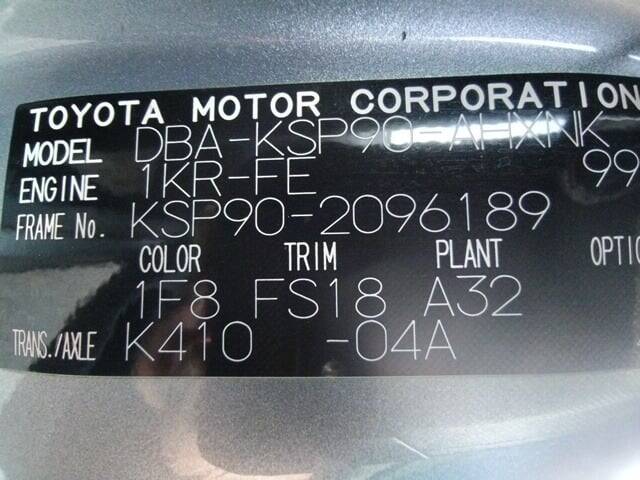 TOYOTA MOTOR CORPORATION
MODEL DBA-KSP90-AHXNK
ENGINE 1KR-FE 99
FRAME No. KSP90-2096189
COLOR TRIM PLANT OPTIO
1F8 FS18 A32
TRANS./AXLE K410 -04A